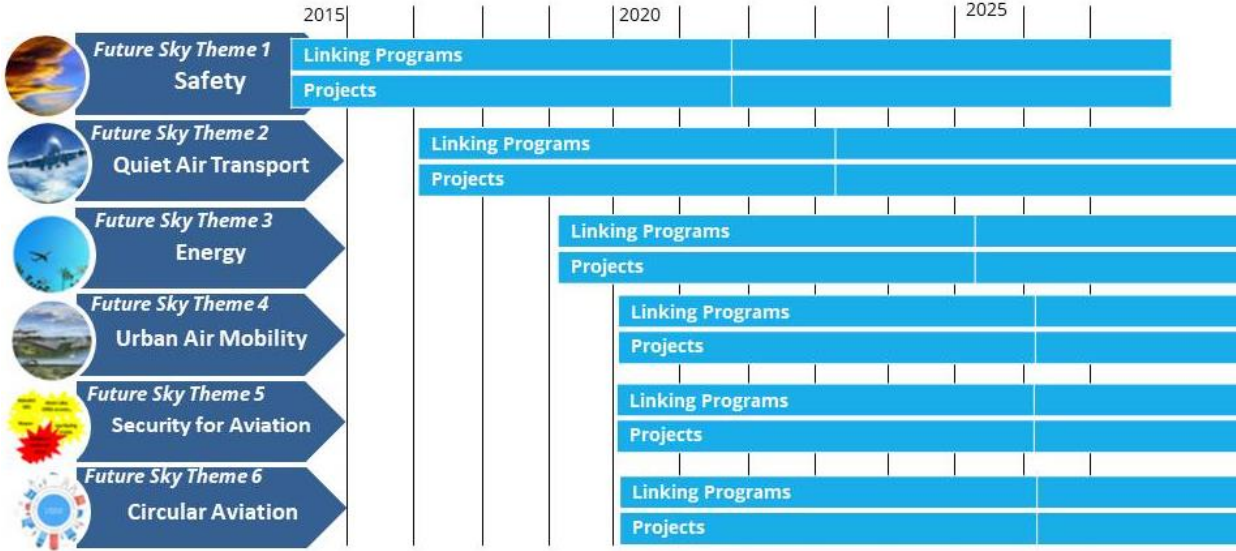 2015
2020
2025
Future Sky Theme 1
Safety
Linking Programs
Projects
Future Sky Theme 2
Quiet Air Transport
Linking Programs
Projects
Future Sky Theme 3
Energy
Linking Programs
Projects
Future Sky Theme 4
Urban Air Mobility
Linking Programs
Projects
Future Sky Theme 5
Security for Aviation
Linking Programs
Projects
Future Sky Theme 6
Circular Aviation
Linking Programs
Projects